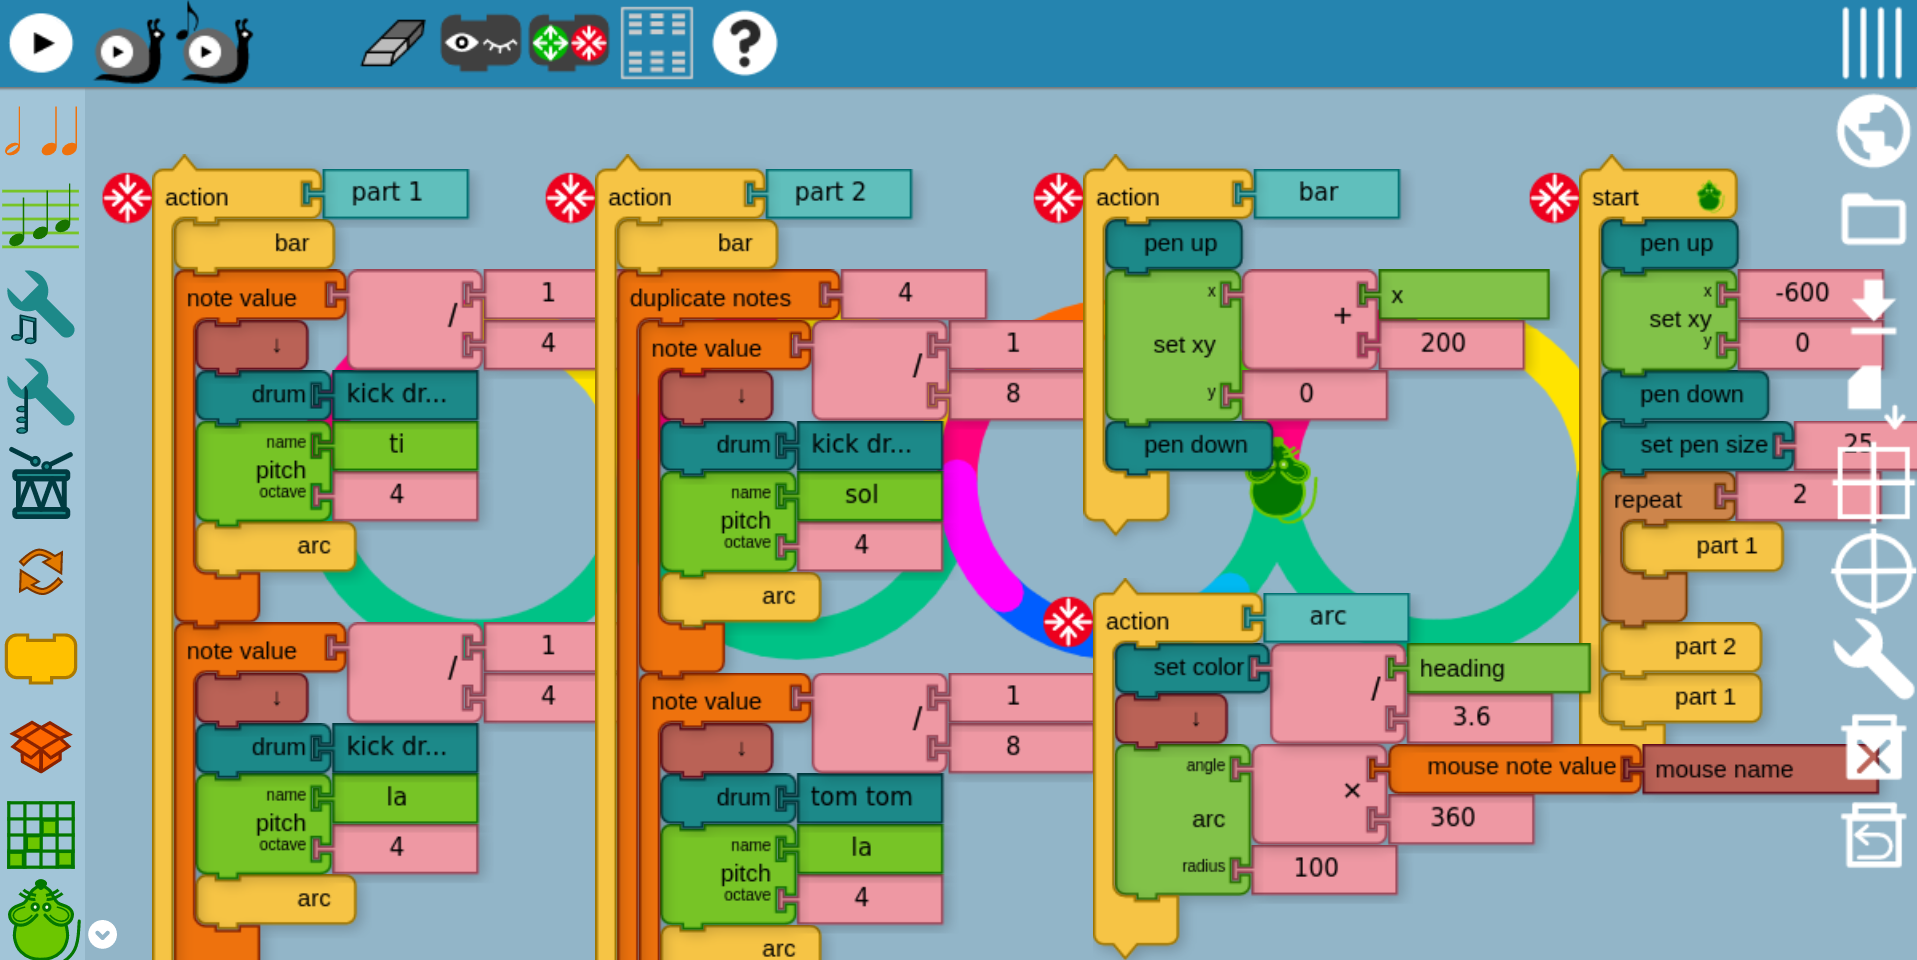 ?
action part 1
bar
note value / 1
4
↓
drum kick dr...
name ti
pitch
octave 4
arc
note value / 1
4
↓
drum kick dr...
name la
pitch
octave 4
arc
action part 2
bar
duplicate notes 4
note value / 1
8
↓
drum kick dr...
name sol
pitch
octave 4
arc
note value / 1
8
↓
drum tom tom
name la
pitch
octave 4
arc
action bar
pen up
x + x
set xy 200
y 0
pen down
action arc
set color / heading
3.6
↓
angle × mouse note value mouse name
arc 360
radius 100
start
pen up
x -600
set xy
y 0
pen down
set pen size 25
repeat 2
part 1
part 2
part 1